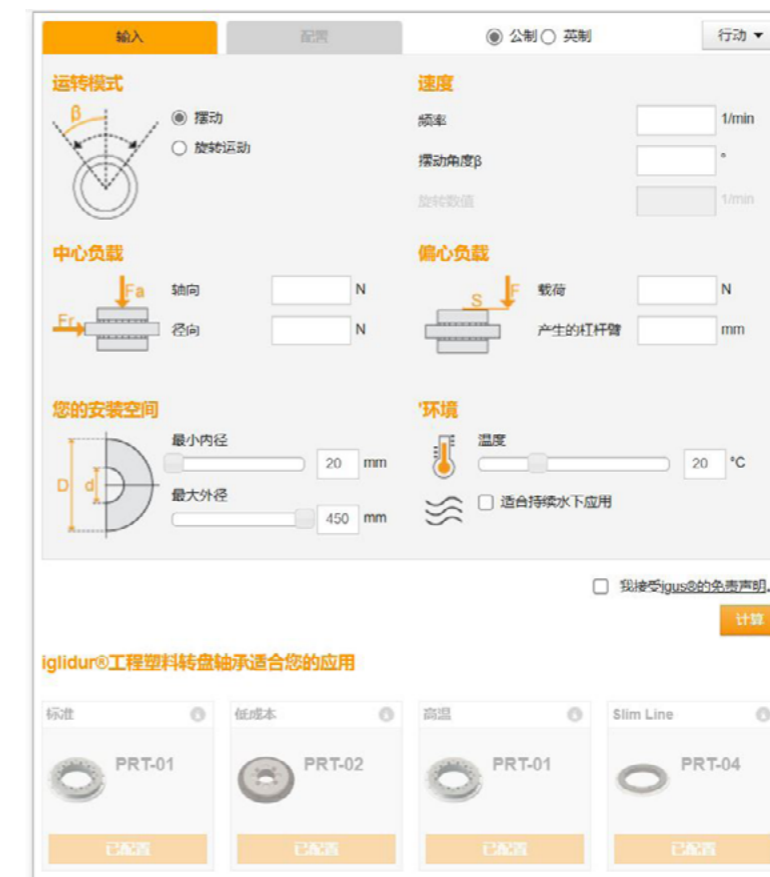 输入 配置 公制 英制 行动
运转模式 速度
β 摆动 频率 1/min
旋转运动 摆动角度β °
旋转数值 1/min
中心负载 偏心负载
Fa 轴向 N S F 载荷 N
Fr 径向 N 产生的杠杆臂 mm
您的安装空间 '环境
最小内径 温度
20 mm 20 °C
D d 最大外径 适合持续水下应用
450 mm
我接受igus®的免责声明.
计算
iglidur®工程塑料转盘轴承适合您的应用
标准 低成本 高温 Slim Line
PRT-01 PRT-02 PRT-01 PRT-04
已配置 已配置 已配置 已配置